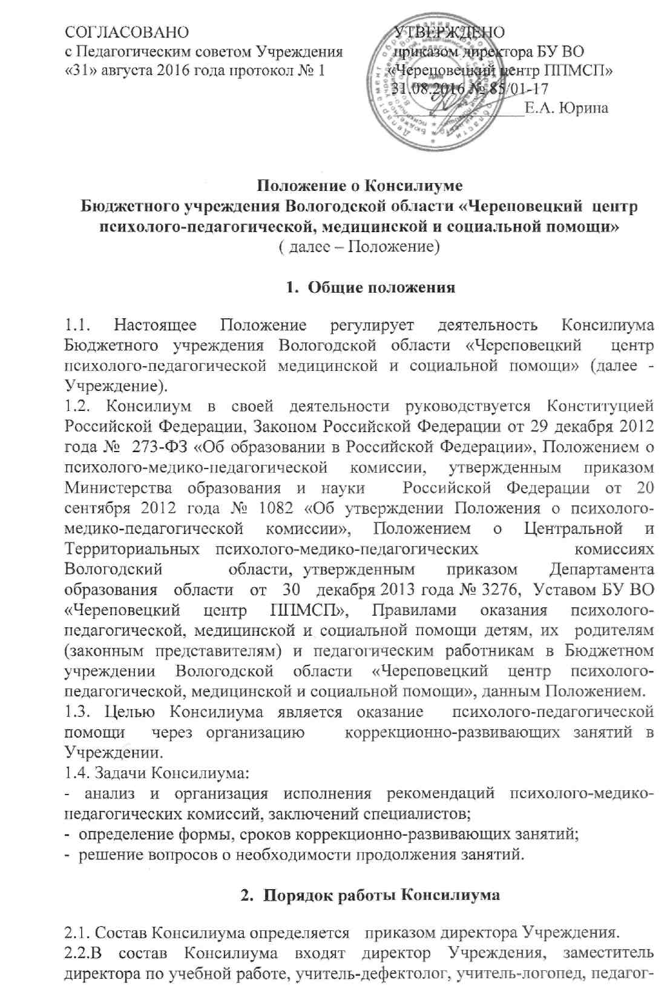 СОГЛАСОВАНО
с Педагогическим советом Учреждения
«31» августа 2016 года протокол № 1
УТВЕРЖДЕНО
приказом директора БУ ВО
«Череповецкий центр ППМСП»
31.08.2016 № 85/01-17
Е.А. Юрина
Положение о Консилиуме
Бюджетного учреждения Вологодской области «Череповецкий центр
психолого-педагогической, медицинской и социальной помощи»
( далее – Положение)
1. Общие положения
1.1. Настоящее Положение регулирует деятельность Консилиума
Бюджетного учреждения Вологодской области «Череповецкий центр
психолого-педагогической медицинской и социальной помощи» (далее -
Учреждение).
1.2. Консилиум в своей деятельности руководствуется Конституцией
Российской Федерации, Законом Российской Федерации от 29 декабря 2012
года № 273-ФЗ «Об образовании в Российской Федерации», Положением о
психолого-медико-педагогической комиссии, утвержденным приказом
Министерства образования и науки Российской Федерации от 20
сентября 2012 года № 1082 «Об утверждении Положения о психолого-
медико-педагогической комиссии», Положением о Центральной и
Территориальных психолого-медико-педагогических комиссиях
Вологодский области, утвержденным приказом Департамента
образования области от 30 декабря 2013 года № 3276, Уставом БУ ВО
«Череповецкий центр ППМСП», Правилами оказания психолого-
педагогической, медицинской и социальной помощи детям, их родителям
(законным представителям) и педагогическим работникам в Бюджетном
учреждении Вологодской области «Череповецкий центр психолого-
педагогической, медицинской и социальной помощи», данным Положением.
1.3. Целью Консилиума является оказание психолого-педагогической
помощи через организацию коррекционно-развивающих занятий в
Учреждении.
1.4. Задачи Консилиума:
- анализ и организация исполнения рекомендаций психолого-медико-
педагогических комиссий, заключений специалистов;
- определение формы, сроков коррекционно-развивающих занятий;
- решение вопросов о необходимости продолжения занятий.
2. Порядок работы Консилиума
2.1. Состав Консилиума определяется приказом директора Учреждения.
2.2.В состав Консилиума входят директор Учреждения, заместитель
директора по учебной работе, учитель-дефектолог, учитель-логопед, педагог-